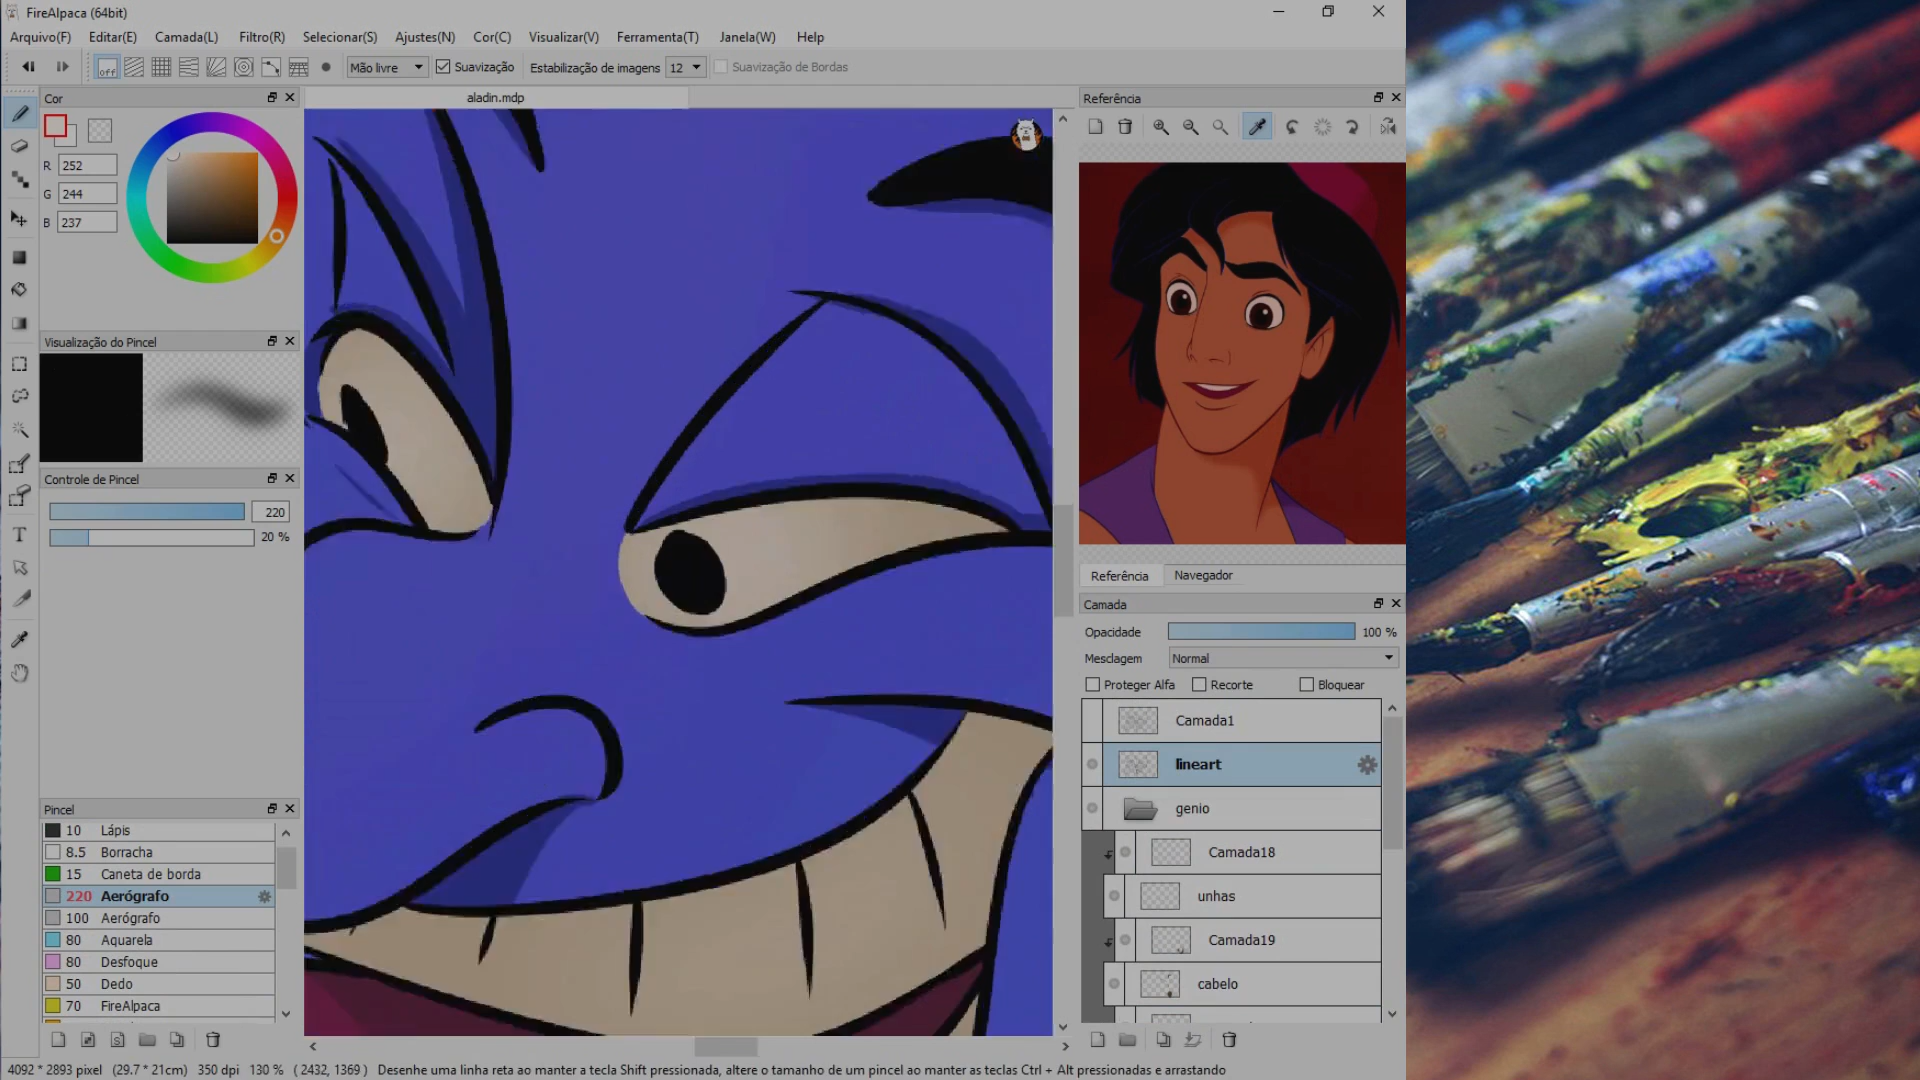 FireAlpaca (64bit)
Arquivo(F) Editar(E) Camada(L) Filtro(R) Selecionar(S) Ajustes(N) Cor(C) Visualizar(V) Ferramenta(T) Janela(W) Help
off Mão livre Suavização Estabilização de imagens 12 Suavização de Bordas
Cor
aladin.mdp
Referência
R 252
G 244
B 237
Visualização do Pincel
Controle de Pincel
220
20 %
T
Referência Navegador
Camada
Opacidade 100 %
Mesclagem Normal
Proteger Alfa Recorte Bloquear
Camada1
lineart
genio
Camada18
unhas
Camada19
cabelo
Pincel
10 Lápis
8.5 Borracha
15 Caneta de borda
220 Aerógrafo
100 Aerógrafo
80 Aquarela
80 Desfoque
50 Dedo
70 FireAlpaca
4092 * 2893 pixel (29.7 * 21cm) 350 dpi 130 % ( 2432, 1369 ) Desenhe uma linha reta ao manter a tecla Shift pressionada, altere o tamanho de um pincel ao manter as teclas Ctrl + Alt pressionadas e arrastando